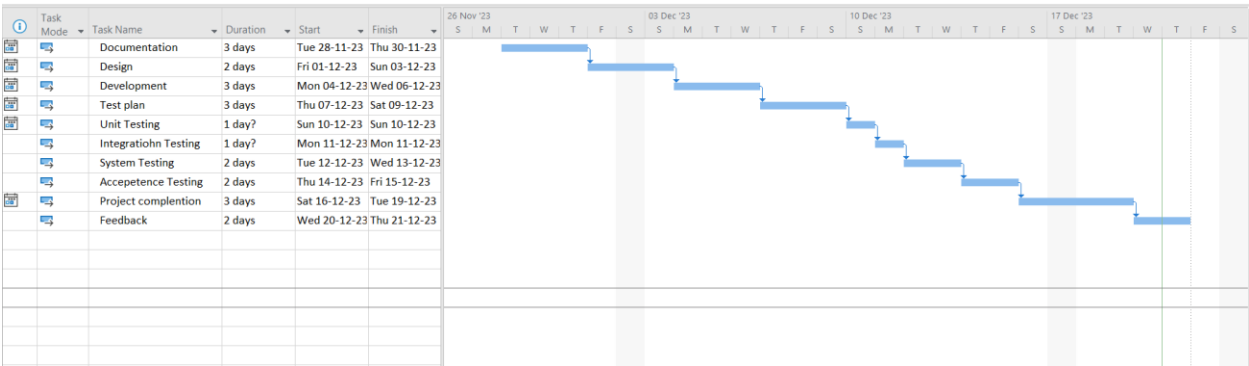 26 Nov '23 03 Dec '23 10 Dec '23 17 Dec '23
Task Mode Task Name Duration Start Finish S M T W T F S S M T W T F S S M T W T F S S M T W T F S
Documentation 3 days Tue 28-11-23 Thu 30-11-23
Design 2 days Fri 01-12-23 Sun 03-12-23
Development 3 days Mon 04-12-23 Wed 06-12-23
Test plan 3 days Thu 07-12-23 Sat 09-12-23
Unit Testing 1 day? Sun 10-12-23 Sun 10-12-23
Integratiohn Testing 1 day? Mon 11-12-23 Mon 11-12-23
System Testing 2 days Tue 12-12-23 Wed 13-12-23
Accepetence Testing 2 days Thu 14-12-23 Fri 15-12-23
Project complention 3 days Sat 16-12-23 Tue 19-12-23
Feedback 2 days Wed 20-12-23 Thu 21-12-23